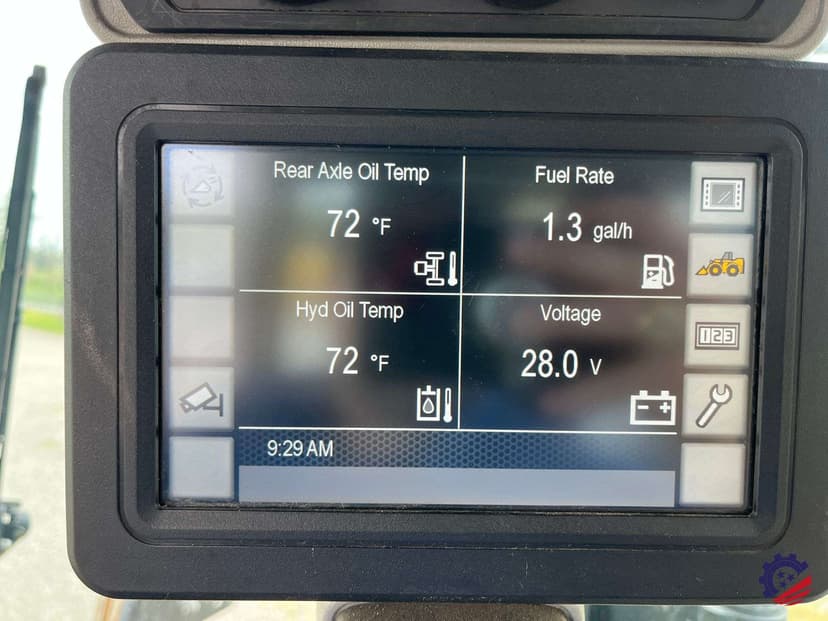 Rear Axle Oil Temp
72 °F
Fuel Rate
1.3 gal/h
Hyd Oil Temp
72 °F
Voltage
28.0 V
123
9:29 AM